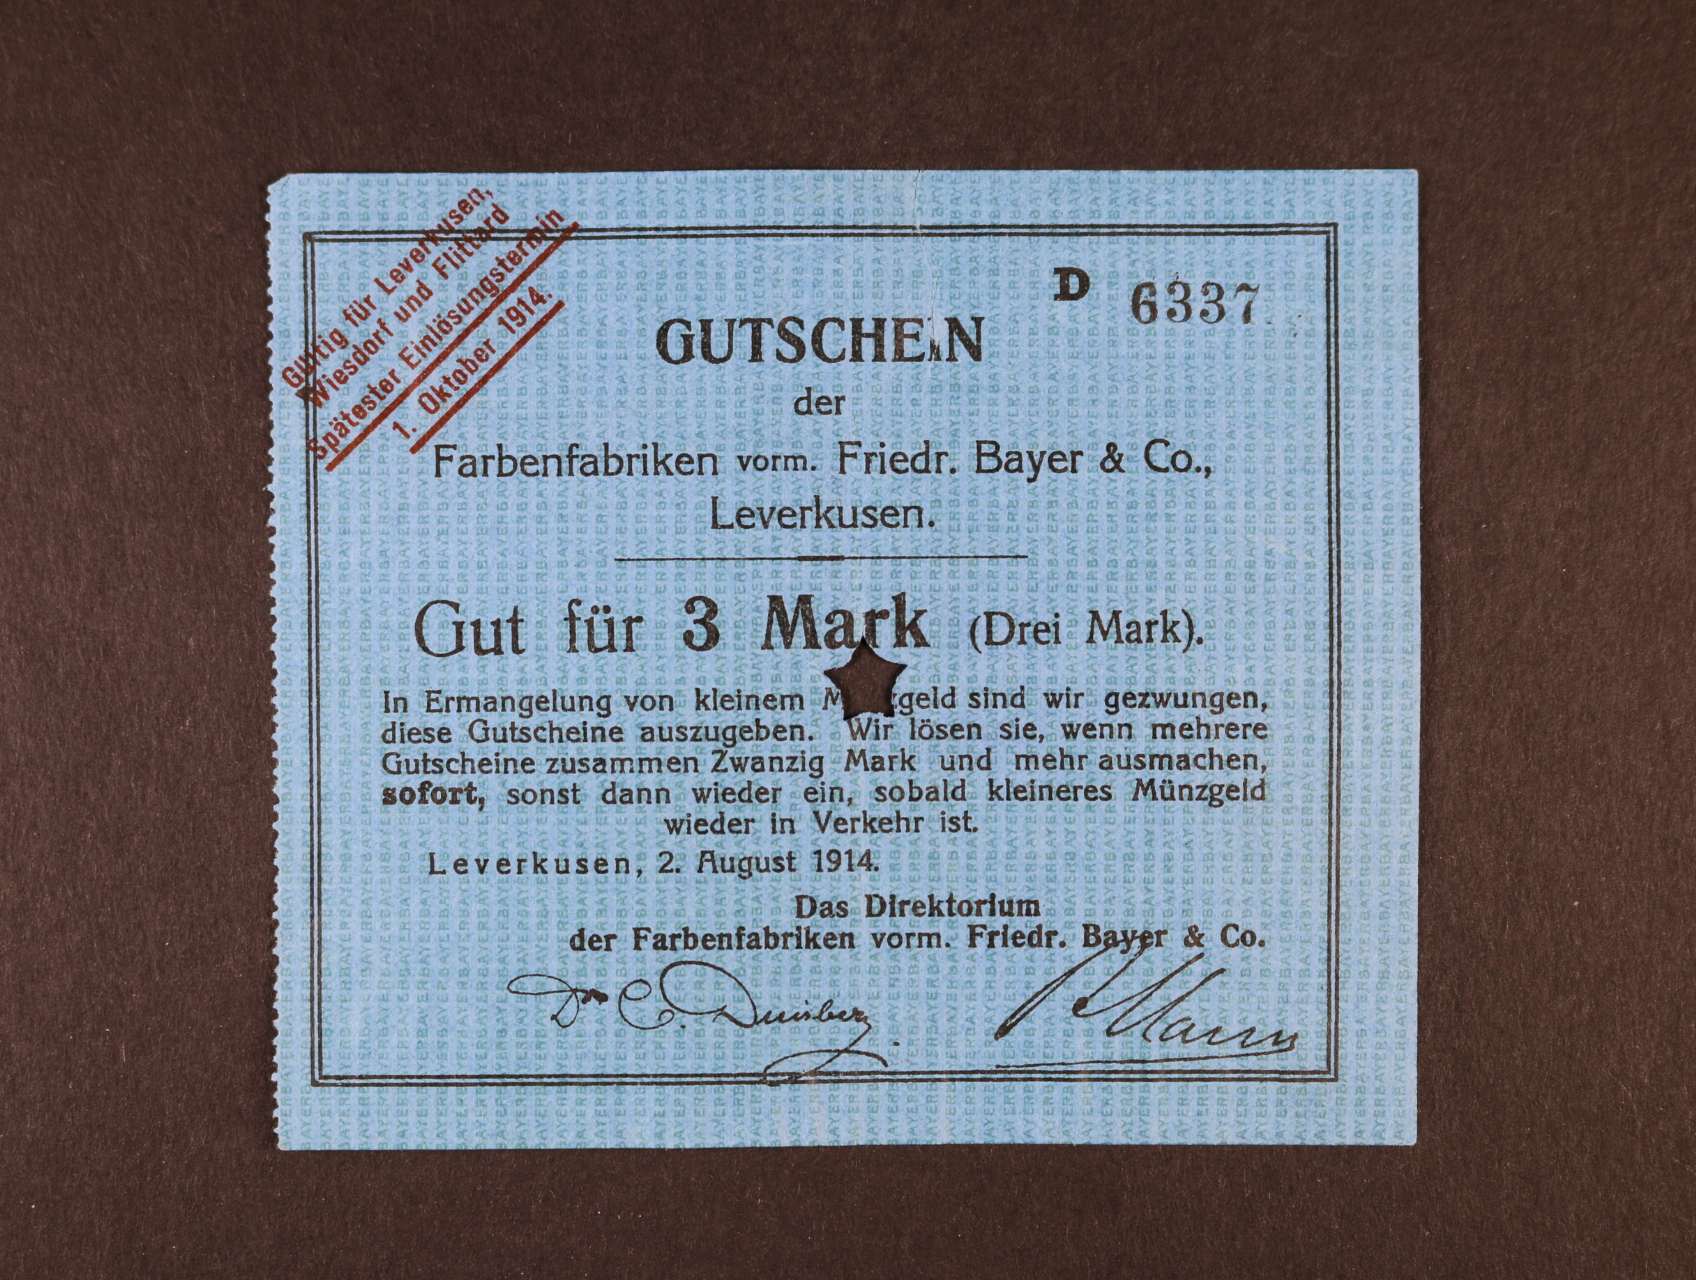 Gültig für Leverkusen,
Wiesdorf und Flittard
Spätester Einlösungstermin
1. Oktober 1914.
D 6337
GUTSCHEIN
der
Farbenfabriken vorm. Friedr. Bayer & Co.,
Leverkusen.
Gut für 3 Mark (Drei Mark).
In Ermangelung von kleinem M zgeld sind wir gezwungen,
diese Gutscheine auszugeben. Wir lösen sie, wenn mehrere
Gutscheine zusammen Zwanzig Mark und mehr ausmachen,
sofort, sonst dann wieder ein, sobald kleineres Münzgeld
wieder in Verkehr ist.
Leverkusen, 2. August 1914.
Das Direktorium
der Farbenfabriken vorm. Friedr. Bayer & Co.
Dr C. Duisberg.